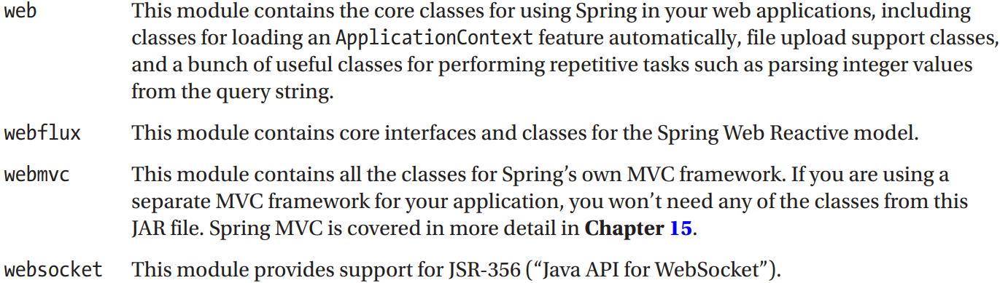 web This module contains the core classes for using Spring in your web applications, including
classes for loading an ApplicationContext feature automatically, file upload support classes,
and a bunch of useful classes for performing repetitive tasks such as parsing integer values
from the query string.
webflux This module contains core interfaces and classes for the Spring Web Reactive model.
webmvc This module contains all the classes for Spring’s own MVC framework. If you are using a
separate MVC framework for your application, you won’t need any of the classes from this
JAR file. Spring MVC is covered in more detail in Chapter 15.
websocket This module provides support for JSR-356 (“Java API for WebSocket”).